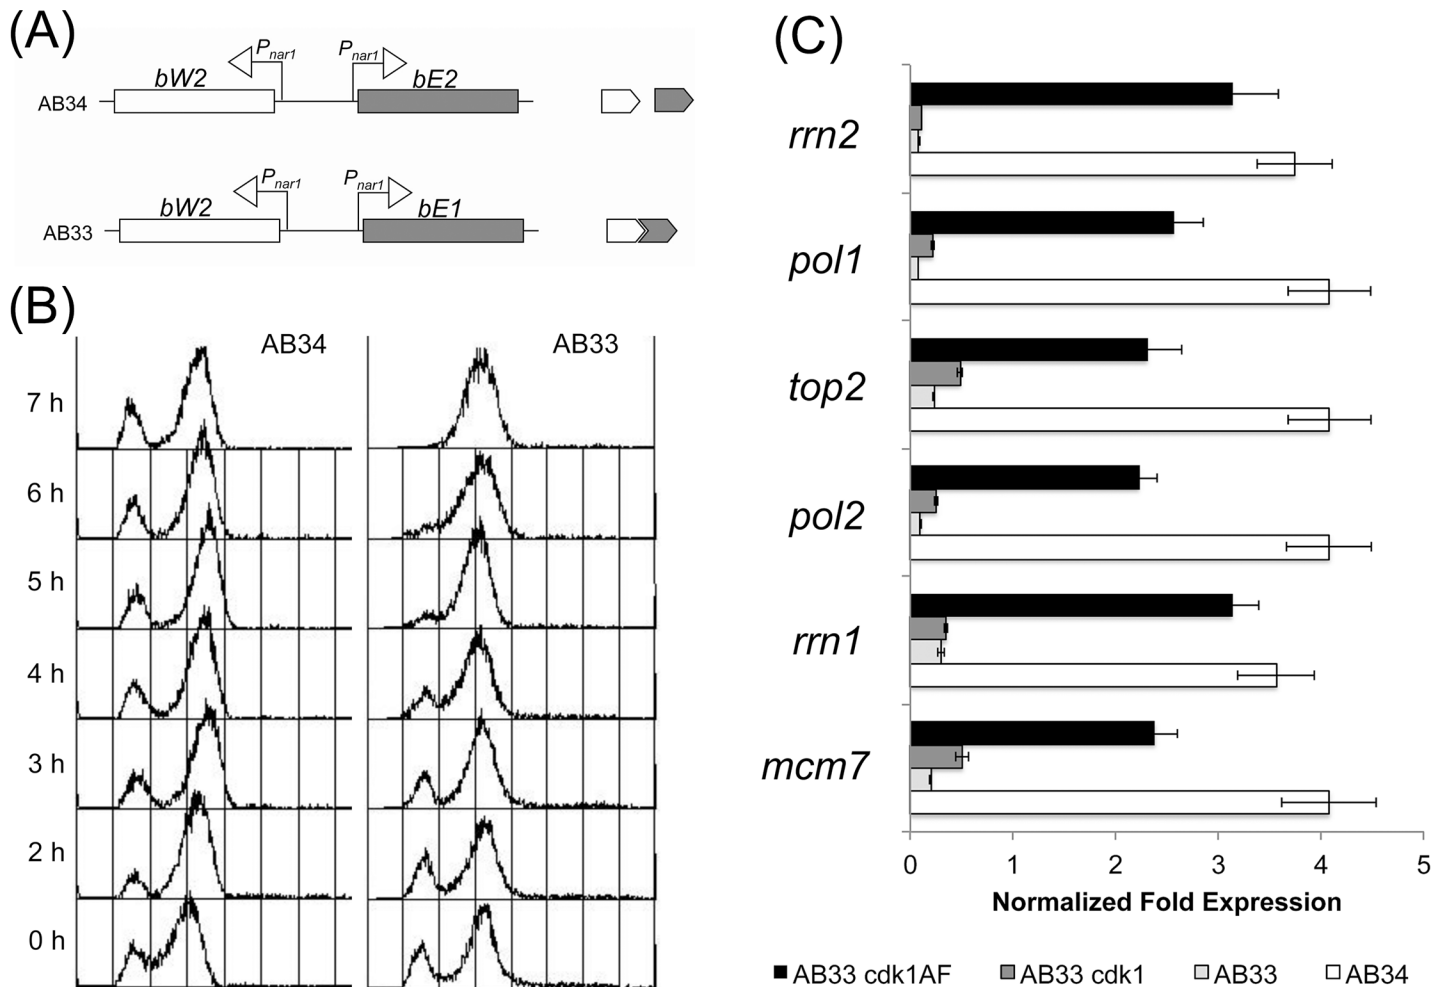 (A)
P nar1 P nar1
bW2 bE2
AB34
P nar1 P nar1
bW2 bE1
AB33
(B)
AB34 AB33
7 h
6 h
5 h
4 h
3 h
2 h
0 h
(C)
rrn2
pol1
top2
pol2
rrn1
mcm7
0 1 2 3 4 5
Normalized Fold Expression
AB33 cdk1AF AB33 cdk1 AB33 AB34